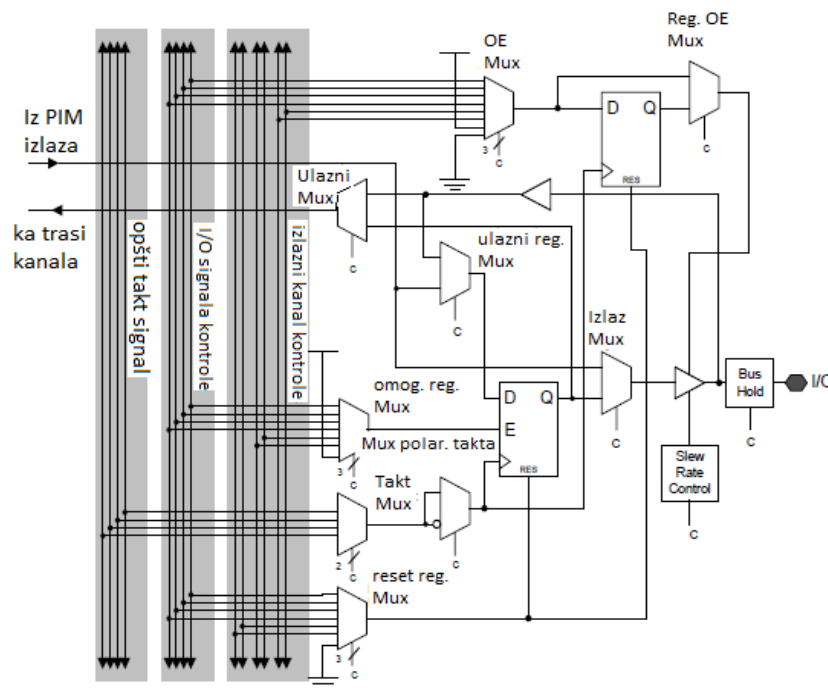 OE
Mux
Reg. OE
Mux
Iz PIM
izlaza
D
Q
RES
3
C
C
Ulazni
Mux
ka trasi
kanala
C
ulazni reg.
Mux
C
opšti takt signal
I/O signala kontrole
izlazni kanal kontrole
Izlaz
Mux
C
Bus
Hold
I/O
C
omog. reg.
Mux
D
Q
E
RES
Mux polar. takta
3
C
Slew
Rate
Control
C
Takt
Mux
2
C
C
reset reg.
Mux
3
C